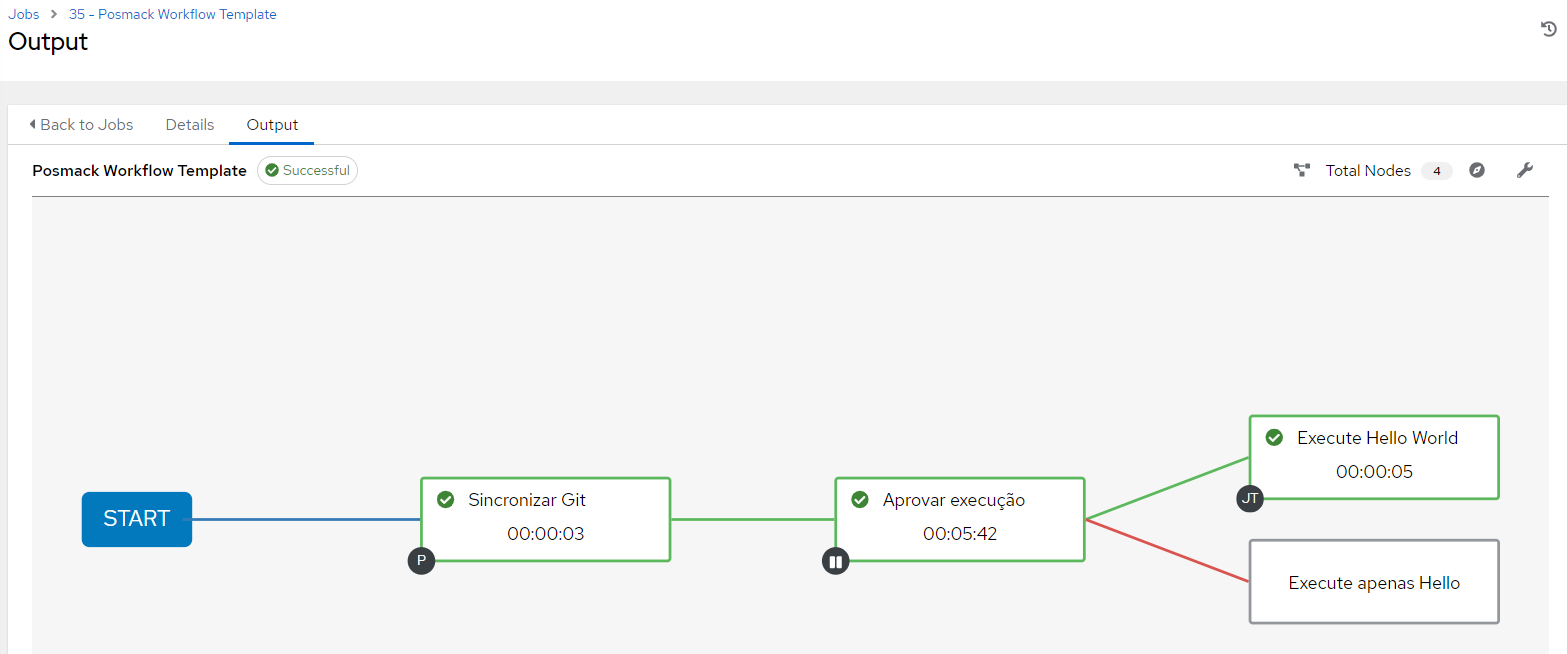 Jobs > 35 - Posmack Workflow Template
Output
Back to Jobs Details Output
Posmack Workflow Template Successful Total Nodes 4
START
Sincronizar Git
00:00:03
P
Aprovar execução
00:05:42
Execute Hello World
00:00:05
JT
Execute apenas Hello